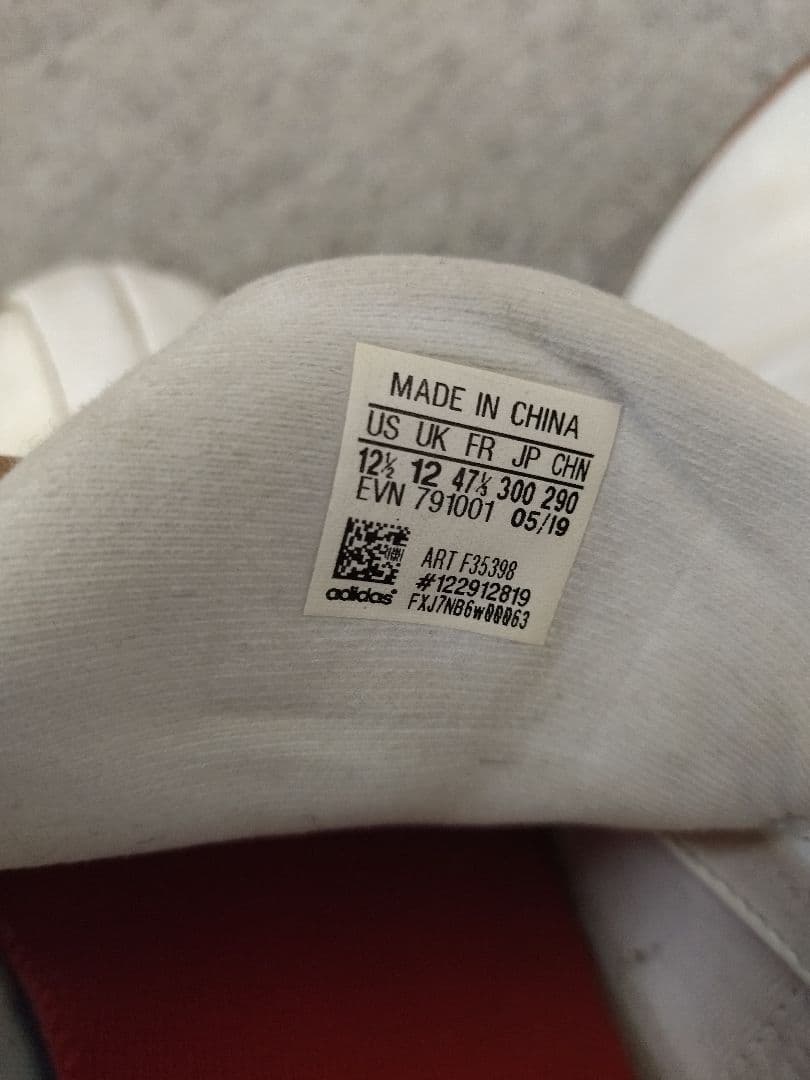 MADE IN CHINA
US UK FR JP CHN
12½ 12 47⅓ 300 290
EVN 791001 05/19
ART F35398
#122912819
adidas FXJ7NB6w00063